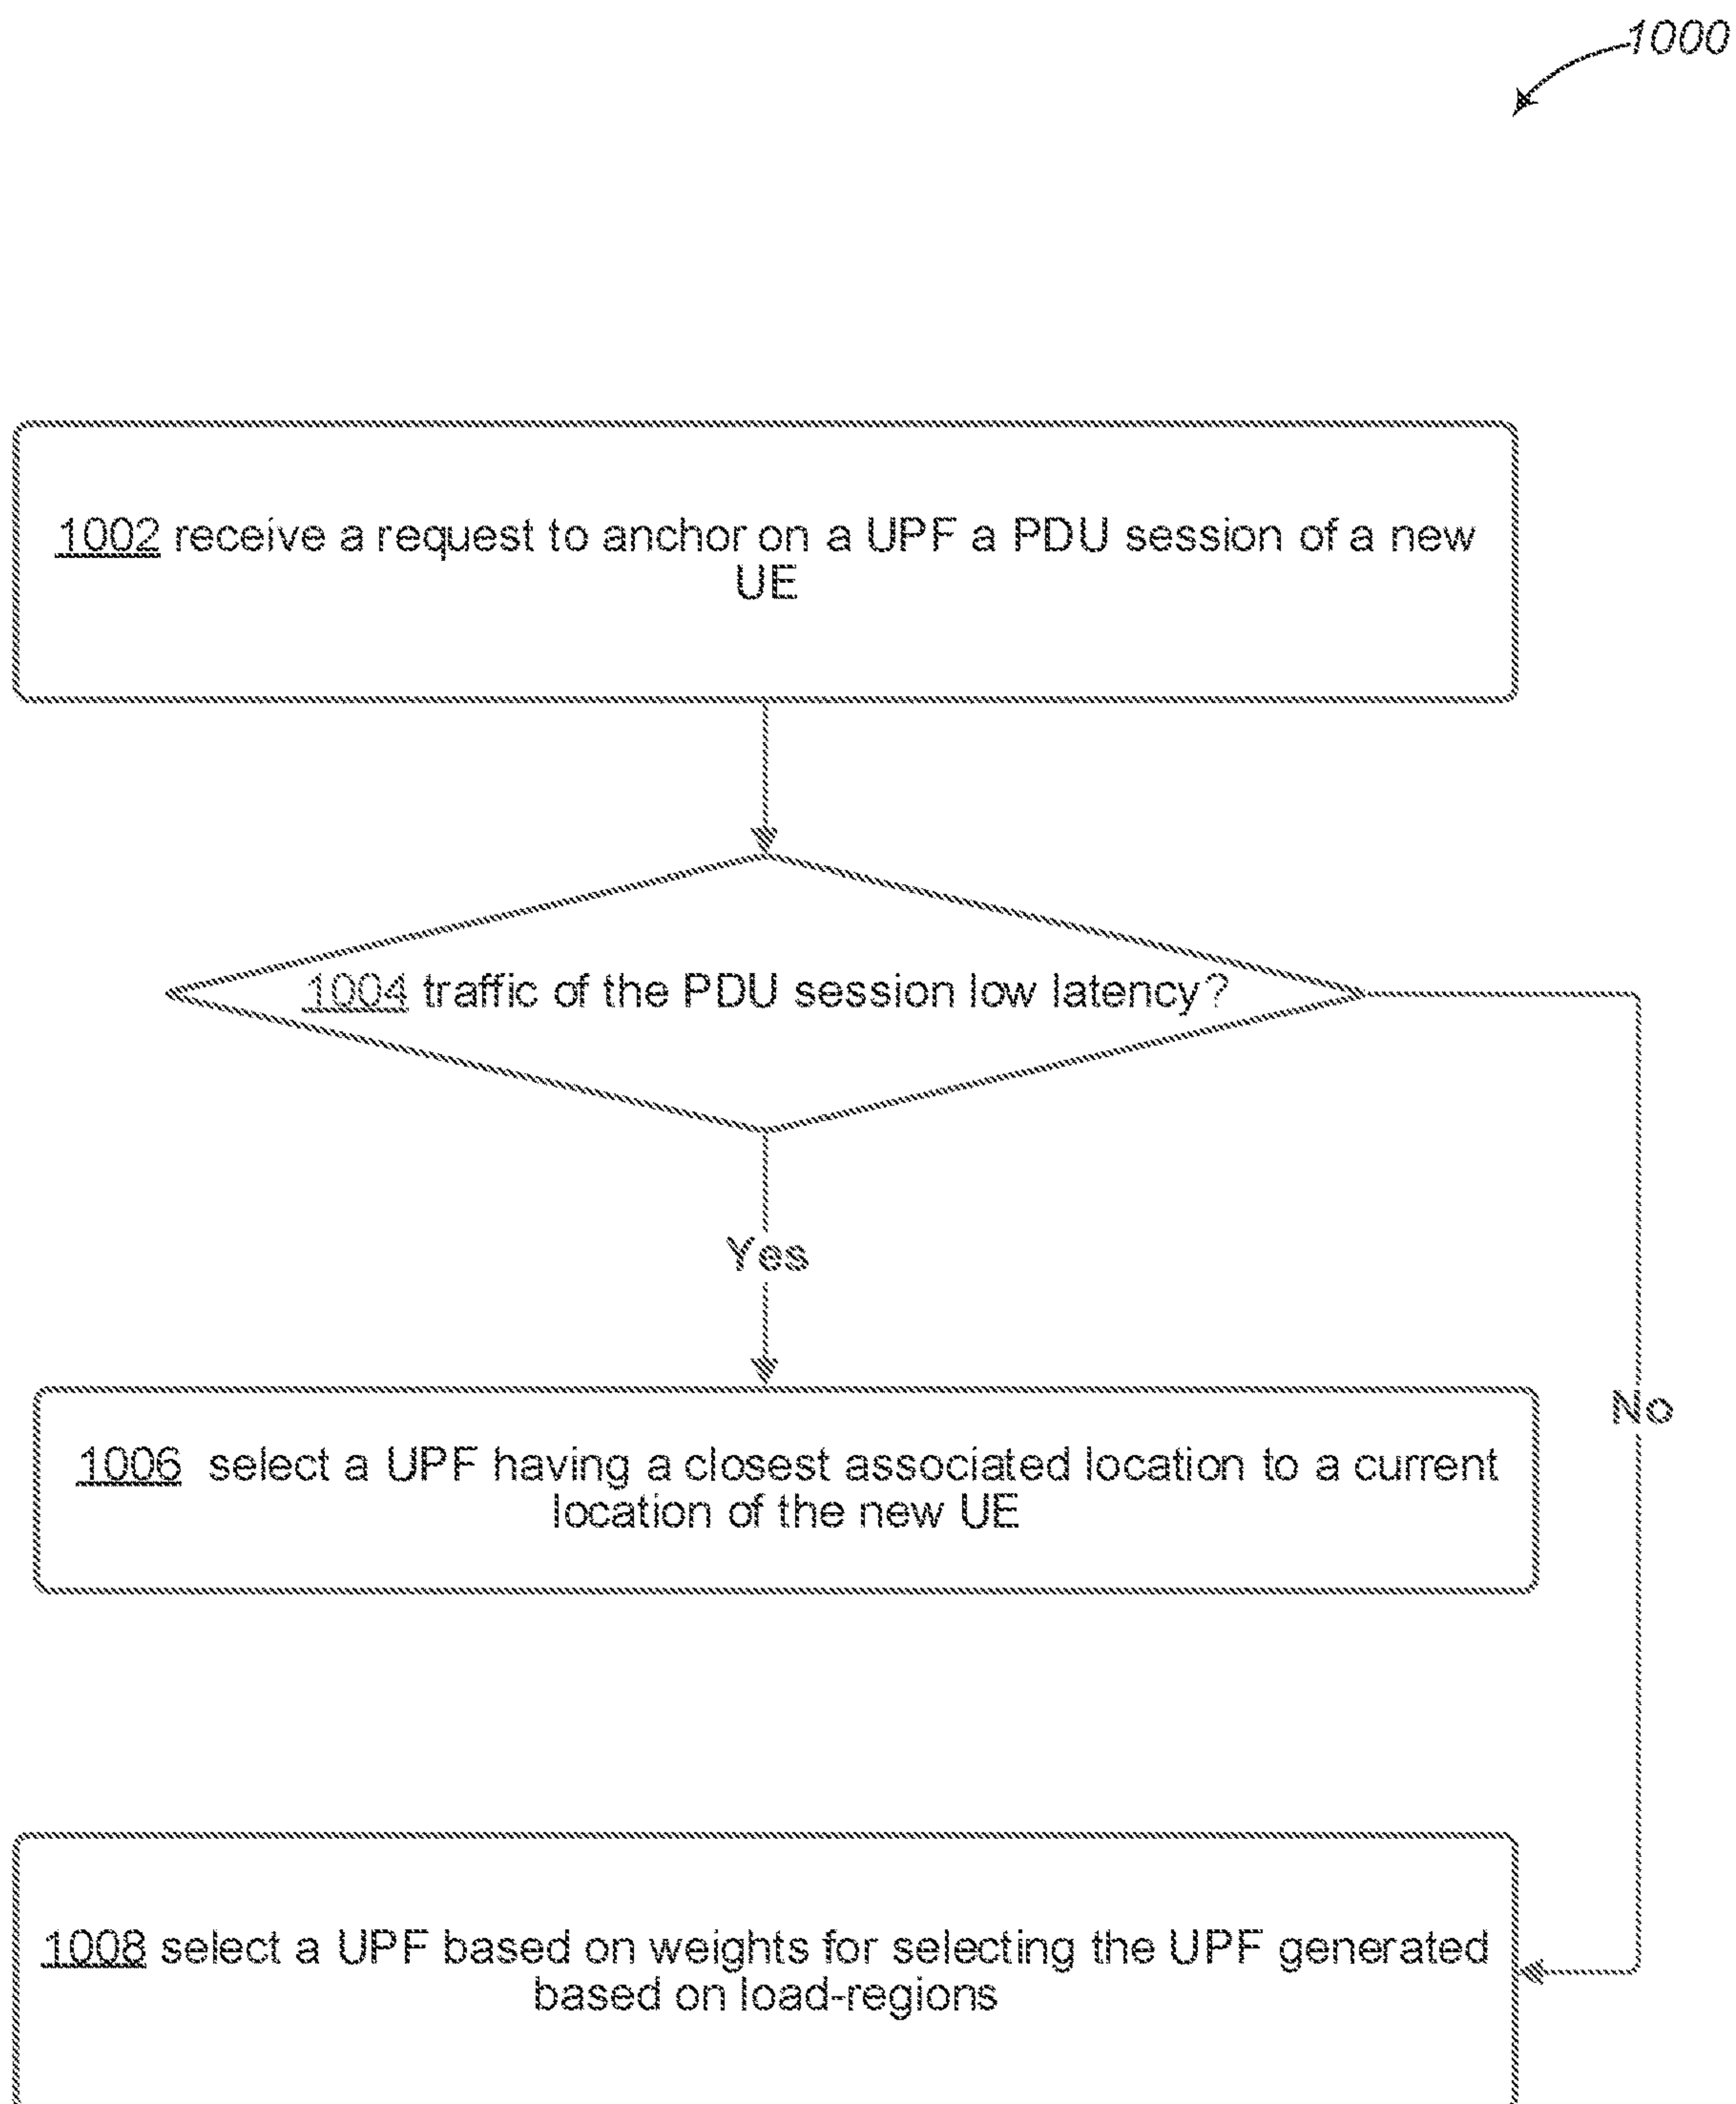 1000
1002 receive a request to anchor on a UPF a PDU session of a new
UE
1004 traffic of the PDU session low latency?
Yes
No
1006 select a UPF having a closest associated location to a current
location of the new UE
1008 select a UPF based on weights for selecting the UPF generated
based on load-regions